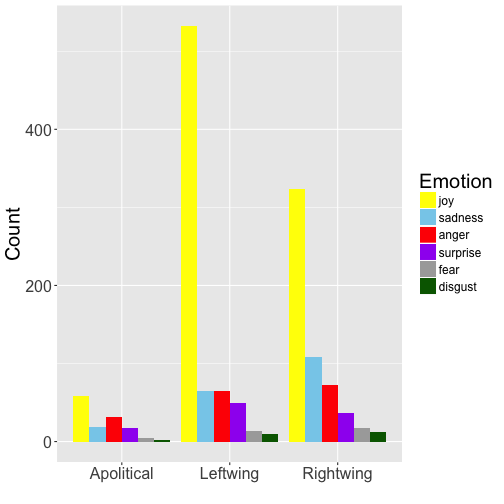 Count
400
200
0
Apolitical
Leftwing
Rightwing
Emotion
joy
sadness
anger
surprise
fear
disgust